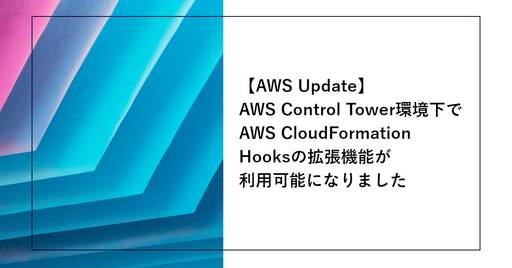 【AWS Update】
AWS Control Tower環境下で
AWS CloudFormation
Hooksの拡張機能が
利用可能になりました